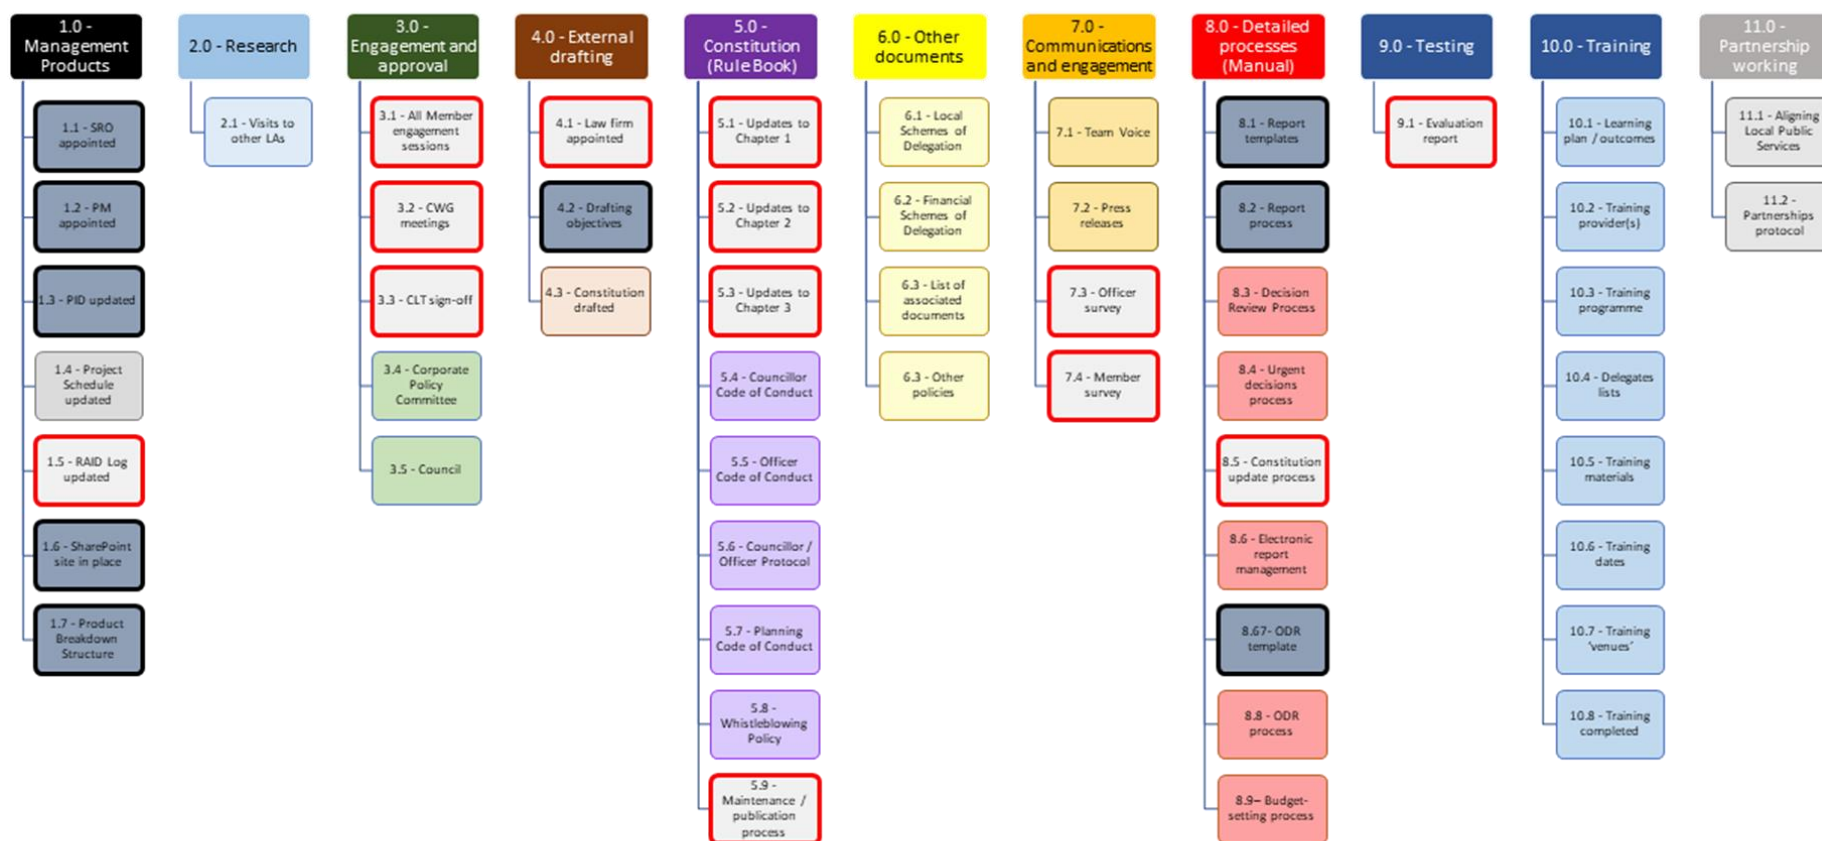 1.0 -
Management
Products
1.1 - SRO
appointed
1.2 - PM
appointed
1.3 - PID updated
1.4 - Project
Schedule
updated
1.5 - RAID Log
updated
1.6 - SharePoint
site in place
1.7 - Product
Breakdown
Structure
2.0 - Research
2.1 - Visits to
other LAs
3.0 -
Engagement and
approval
3.1 - All Member
engagement
sessions
3.2 - CWG
meetings
3.3 - CLT sign-off
3.4 - Corporate
Policy
Committee
3.5 - Council
4.0 - External
drafting
4.1 - Law firm
appointed
4.2 - Drafting
objectives
4.3 - Constitution
drafted
5.0 -
Constitution
(Rule Book)
5.1 - Updates to
Chapter 1
5.2 - Updates to
Chapter 2
5.3 - Updates to
Chapter 3
5.4 - Councillor
Code of Conduct
5.5 - Officer
Code of Conduct
5.6 - Councillor /
Officer Protocol
5.7 - Planning
Code of Conduct
5.8 -
Whistleblowing
Policy
5.9 -
Maintenance /
publication
process
6.0 - Other
documents
6.1 - Local
Schemes of
Delegation
6.2 - Financial
Schemes of
Delegation
6.3 - List of
associated
documents
6.3 - Other
policies
7.0 -
Communications
and engagement
7.1 - Team Voice
7.2 - Press
releases
7.3 - Officer
survey
7.4 - Member
survey
8.0 - Detailed
processes
(Manual)
8.1 - Report
templates
8.2 - Report
process
8.3 - Decision
Review Process
8.4 - Urgent
decisions
process
8.5 - Constitution
update process
8.6 - Electronic
report
management
8.67- ODR
template
8.8 - ODR
process
8.9– Budget-
setting process
9.0 - Testing
9.1 - Evaluation
report
10.0 - Training
10.1 - Learning
plan / outcomes
10.2 - Training
provider(s)
10.3 - Training
programme
10.4 - Delegates
lists
10.5 - Training
materials
10.6 - Training
dates
10.7 - Training
'venues'
10.8 - Training
completed
11.0 -
Partnership
working
11.1 - Aligning
Local Public
Services
11.2 -
Partnerships
protocol